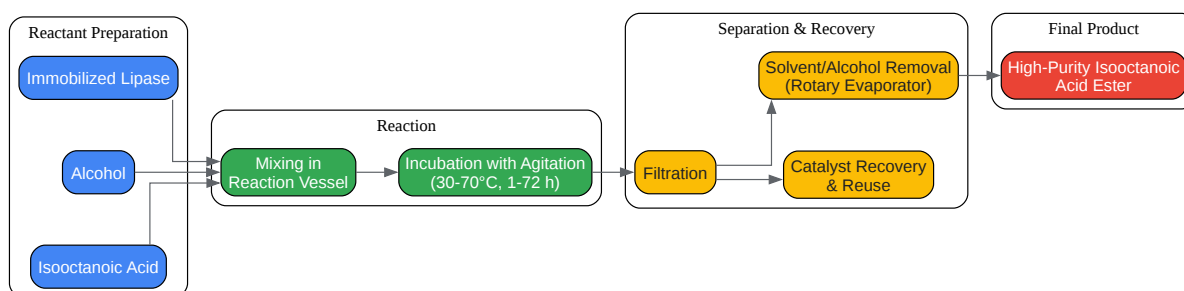 Reactant Preparation
Immobilized Lipase
Alcohol
Isooctanoic Acid
Reaction
Mixing in
Reaction Vessel
Incubation with Agitation
(30-70°C, 1-72 h)
Separation & Recovery
Filtration
Solvent/Alcohol Removal
(Rotary Evaporator)
Catalyst Recovery
& Reuse
Final Product
High-Purity Isooctanoic
Acid Ester